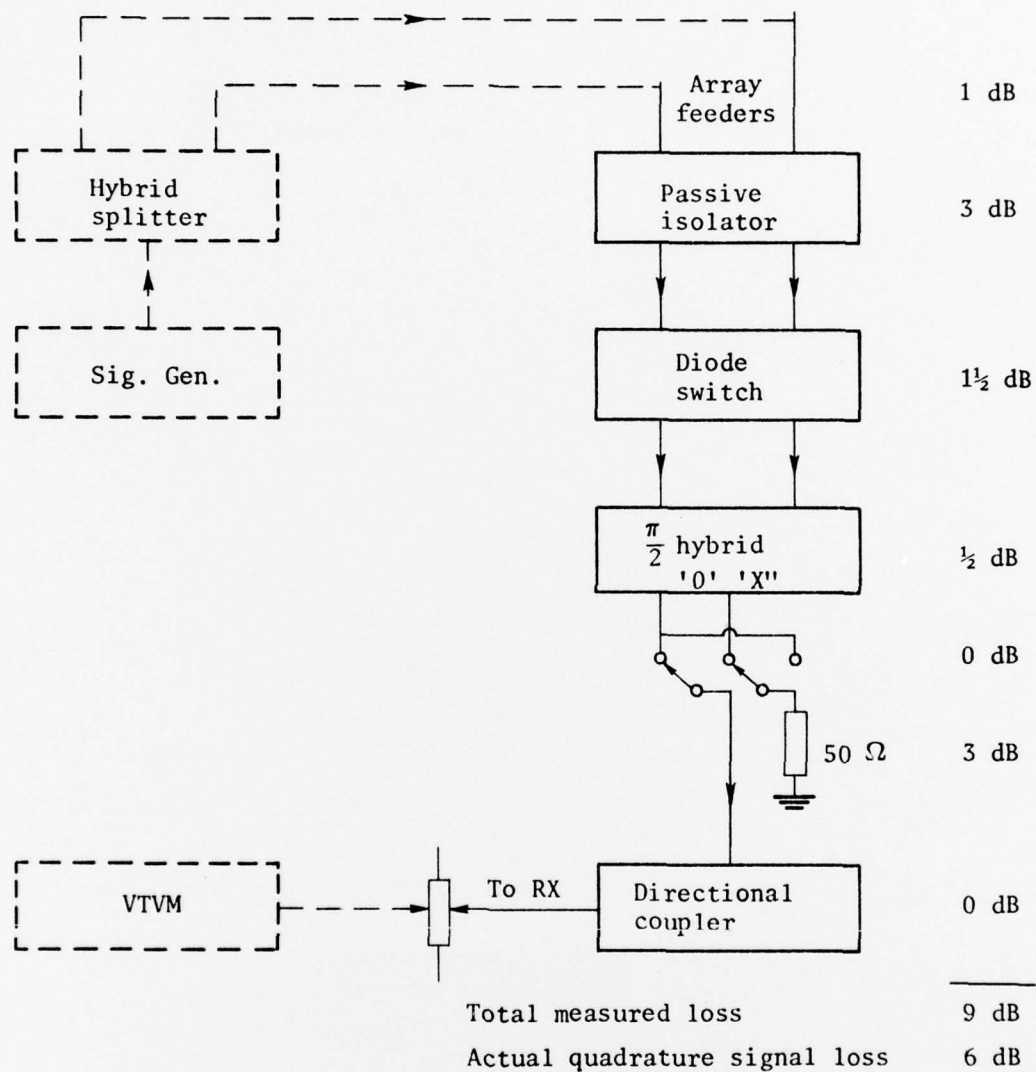 Array
feeders
1 dB
Hybrid
splitter
Passive
isolator
3 dB
Sig. Gen.
Diode
switch
1½ dB
π/2 hybrid
'O' 'X"
½ dB
0 dB
50 Ω
3 dB
VTVM
To RX
Directional
coupler
0 dB
Total measured loss 9 dB
Actual quadrature signal loss 6 dB